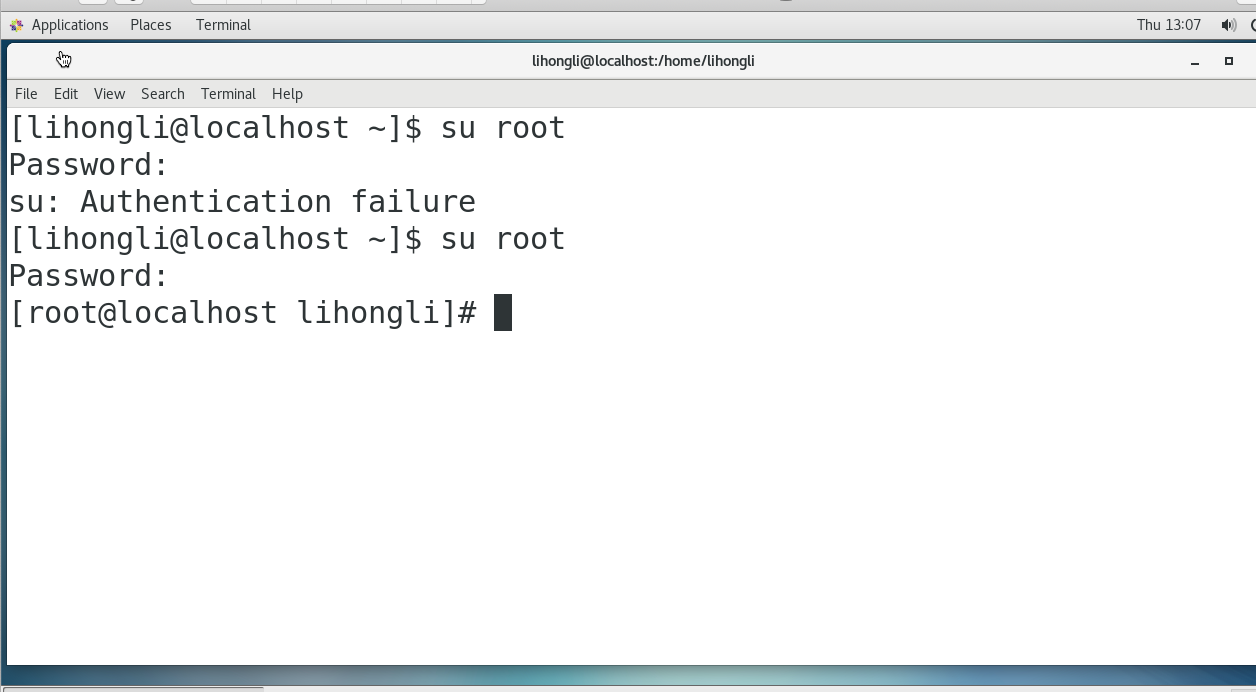 Applications Places Terminal Thu 13:07
lihongli@localhost:/home/lihongli
File Edit View Search Terminal Help
[lihongli@localhost ~]$ su root
Password:
su: Authentication failure
[lihongli@localhost ~]$ su root
Password:
[root@localhost lihongli]#